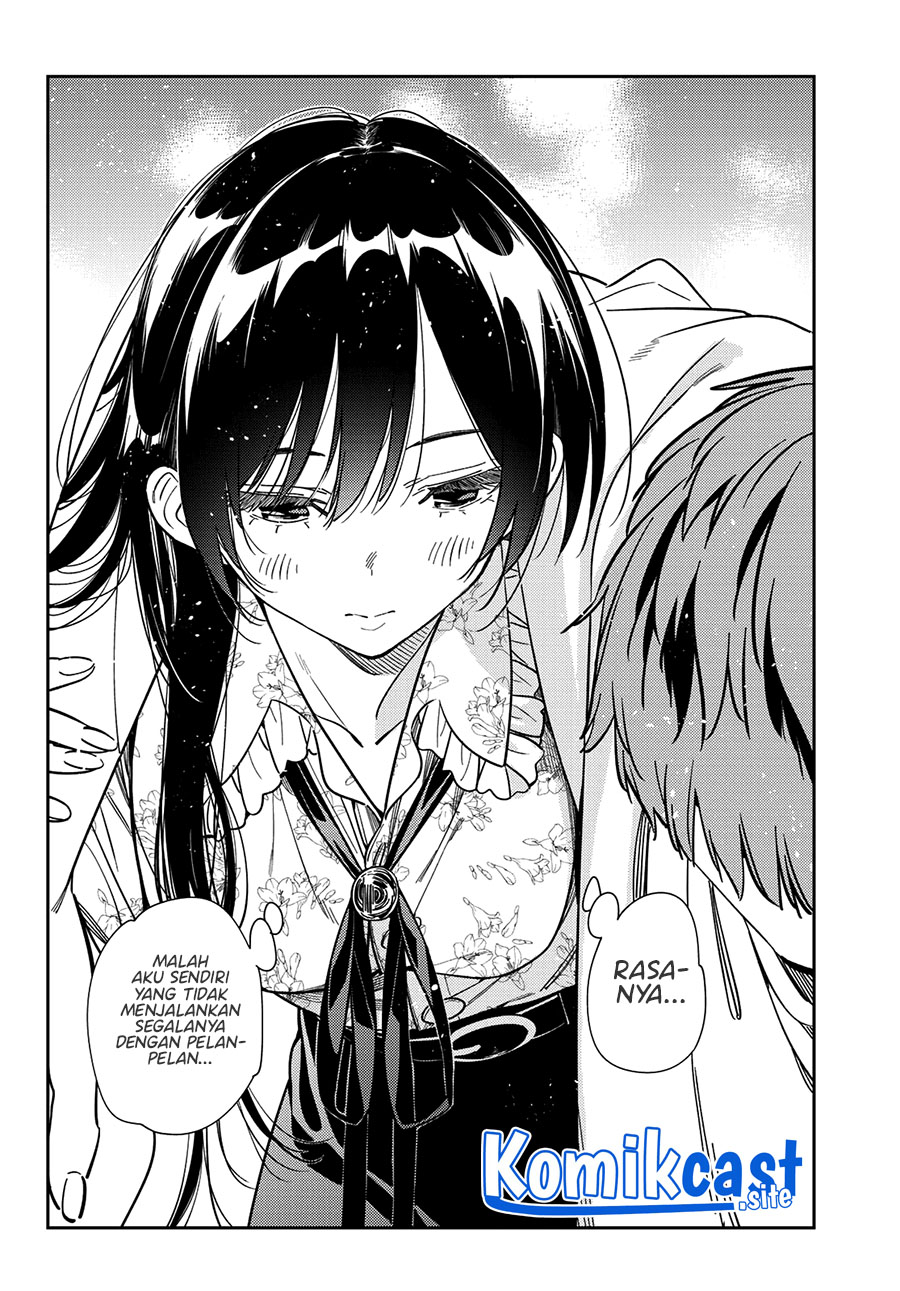 RASA-
NYA...
MALAH
AKU SENDIRI
YANG TIDAK
MENJALANKAN
SEGALANYA
DENGAN PELAN-
PELAN...
Komikcast
.site